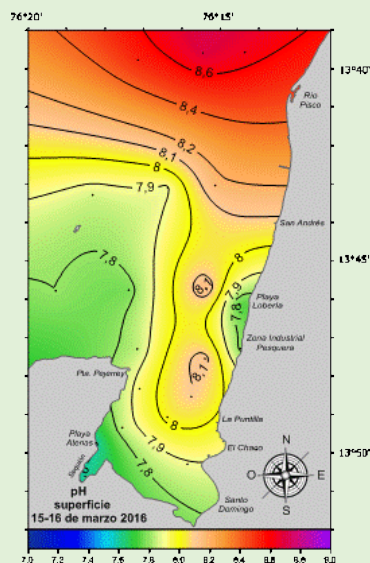 76°20' 76°15'
13°40'
8,6
Rio
Pisco
8,4
8,2
8,1
8
7,9
San Andrés
8
13°45'
7,8
8,1
7,9
Playa
Lobería
7,8
Zona Industrial
Pesquera
8,1
Pta. Pejerrey
La Puntilla
8
Playa
Atenas
7,9
El Chaco
N
13°50'
7,8
O E
S
pH
superficie
15-16 de marzo 2016
Santo
Domingo
7.0 7.2 7.4 7.6 7.8 8.0 8.2 8.4 8.6 8.8 9.0